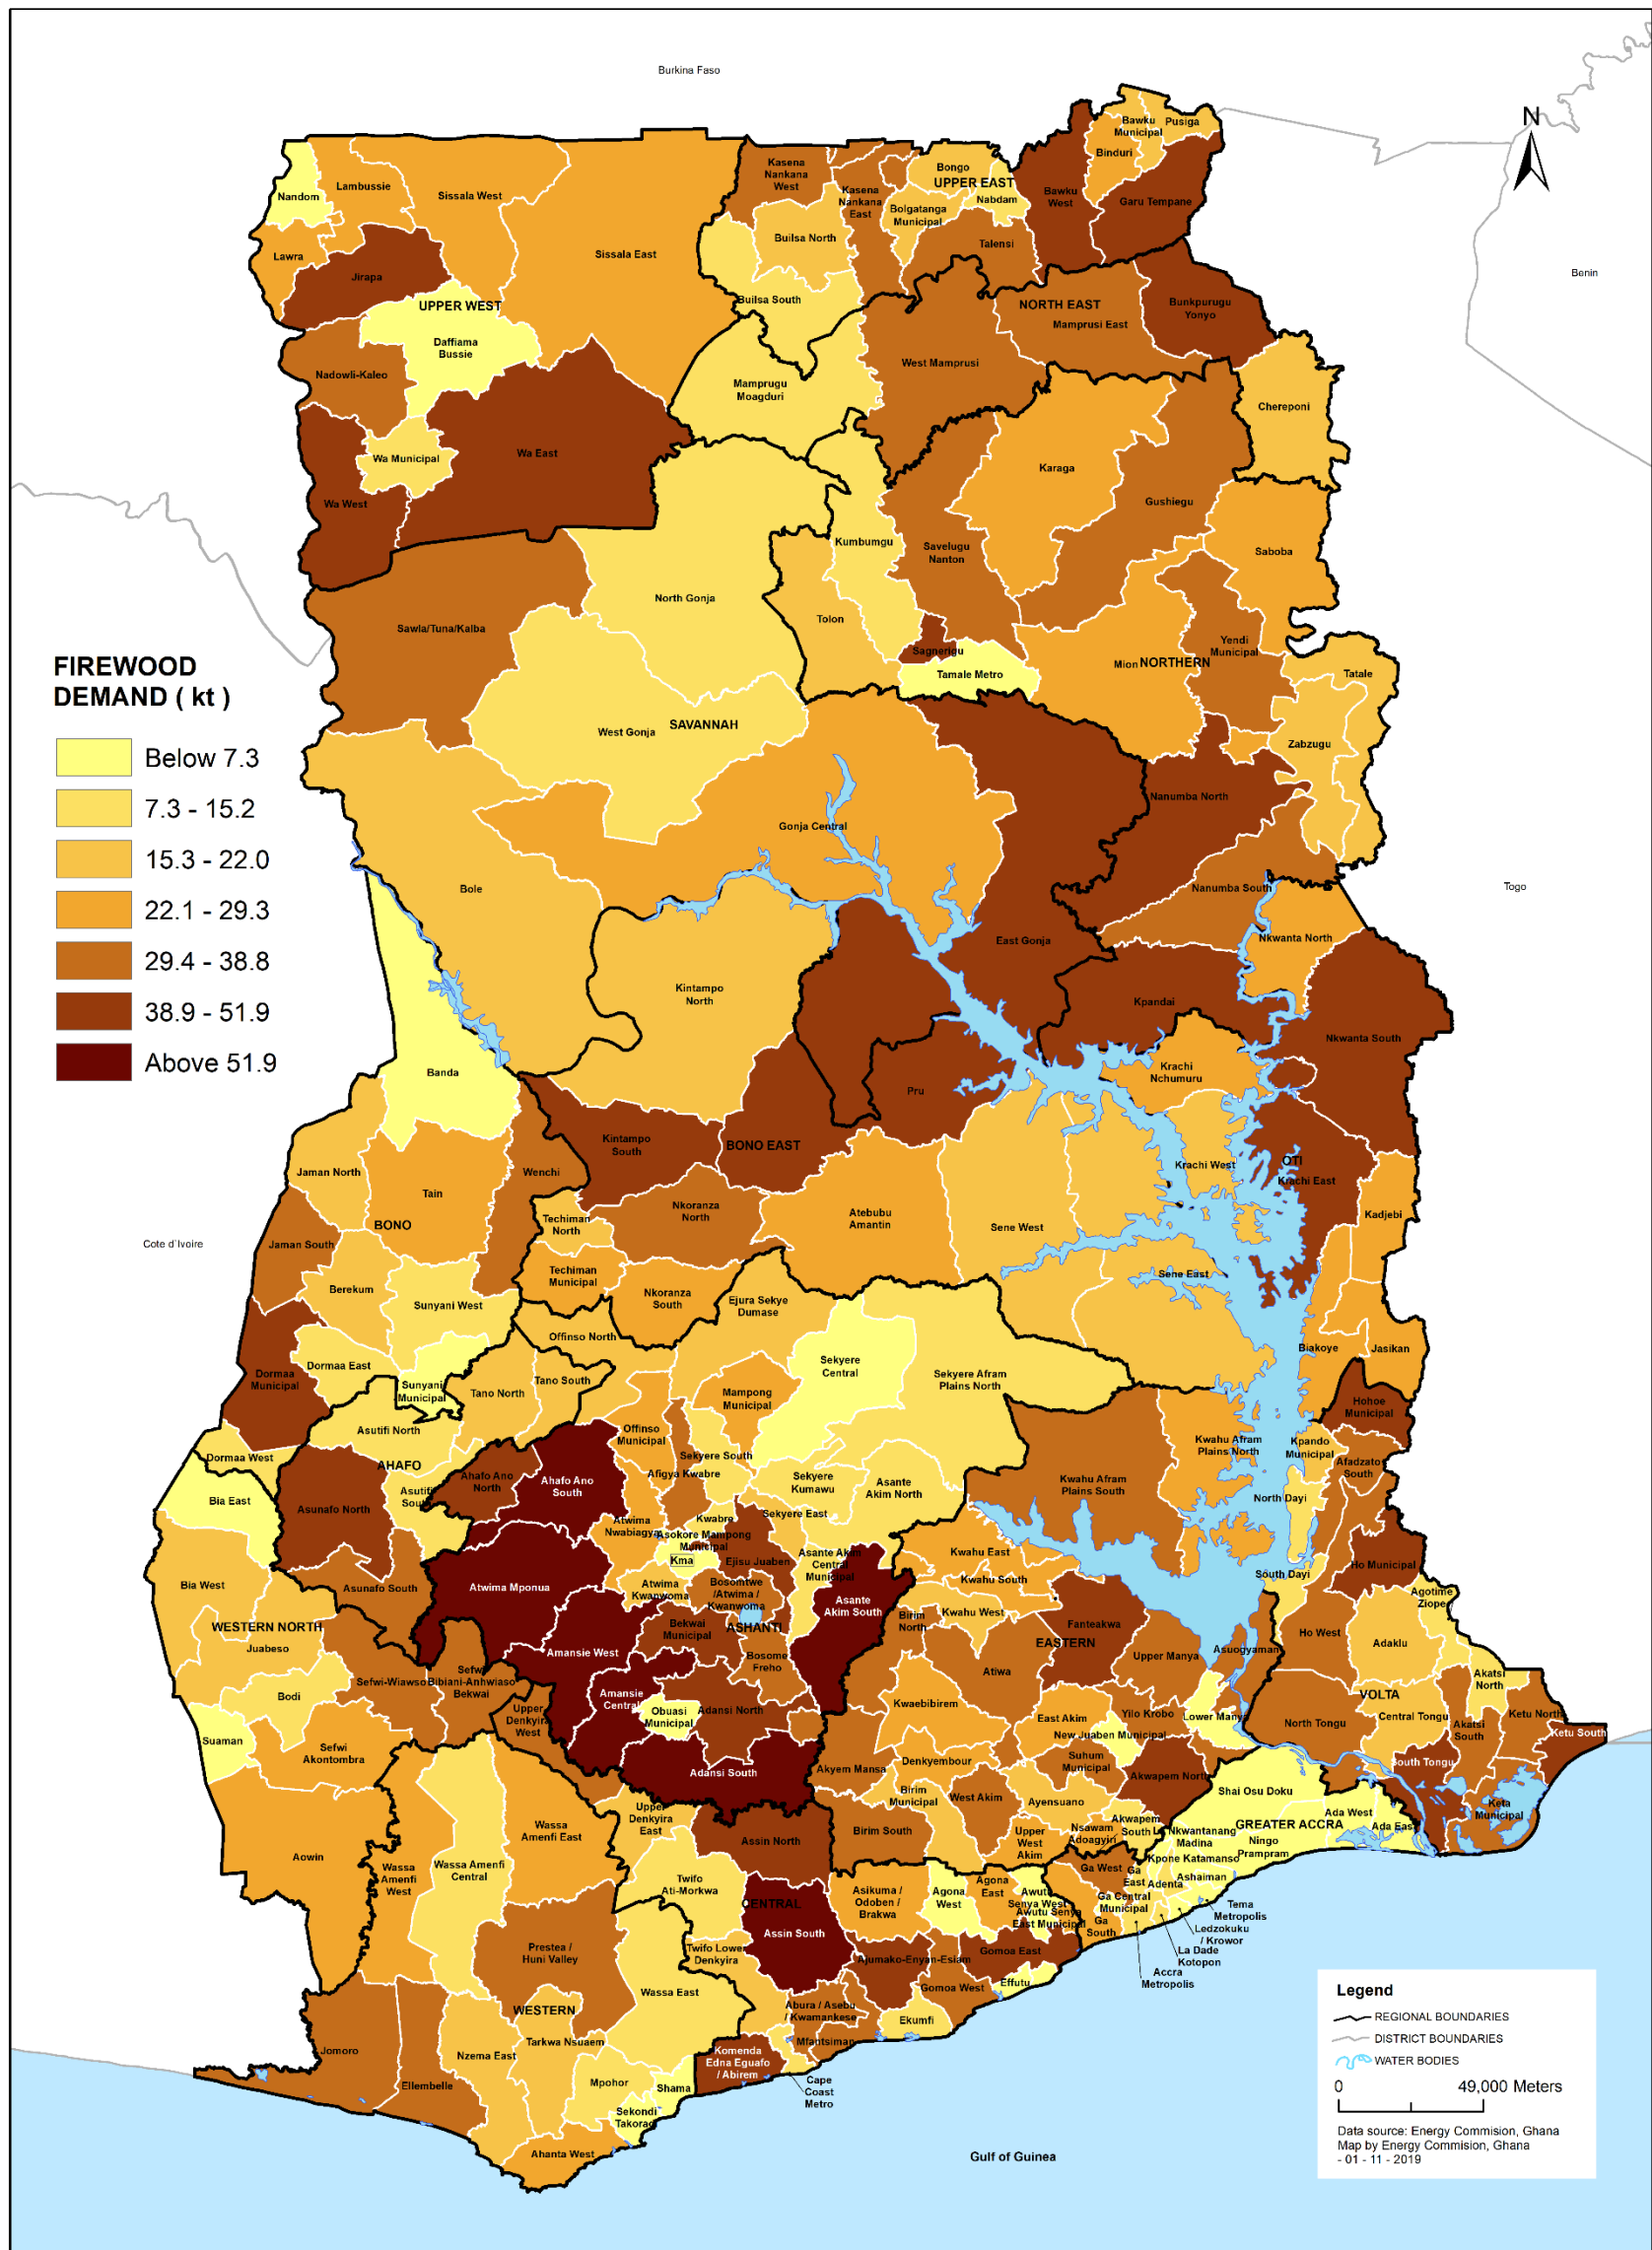 Burkina Faso
N
Bawku
Municipal
Pusiga
Binduri
Bongo
UPPER EAST
Nabdam
Bolgatanga
Municipal
Kasena
Nankana
West
Kasena
Nankana
East
Bawku
West
Garu Tempane
Talensi
Nandom
Lambussie
Sissala West
Sissala East
Lawra
Jirapa
UPPER WEST
Builsa North
Builsa South
Benin
NORTH EAST
Mamprusi East
Bunkpurugu
Yonyo
Daffiama
Bussie
Nadowli-Kaleo
West Mamprusi
Mamprugu
Moagduri
Chereponi
Wa Municipal
Wa East
Wa West
Karaga
Gushiegu
Saboba
Kumbumgu
Savelugu
Nanton
North Gonja
Tolon
Sawla/Tuna/Kalba
Sagnerigu
Tamale Metro
Yendi
Municipal
Mion
NORTHERN
Tatale
West Gonja
SAVANNAH
Zabzugu
FIREWOOD
DEMAND ( kt )
Below 7.3
7.3 - 15.2
15.3 - 22.0
22.1 - 29.3
29.4 - 38.8
38.9 - 51.9
Above 51.9
Nanumba North
Gonja Central
Bole
Nanumba South
Togo
East Gonja
Nkwanta North
Kintampo
North
Kpandai
Nkwanta South
Banda
Pru
Krachi
Nchumuru
Kintampo
South
BONO EAST
Jaman North
Wenchi
Krachi West
OTI
Krachi East
Tain
Nkoranza
North
Atebubu
Amantin
Kadjebi
BONO
Techiman
North
Sene West
Cote d`Ivoire
Jaman South
Techiman
Municipal
Sene East
Berekum
Sunyani West
Nkoranza
South
Ejura Sekye
Dumase
Offinso North
Biakoye
Jasikan
Dormaa East
Dormaa
Municipal
Sunyani
Municipal
Tano North
Tano South
Sekyere
Central
Sekyere Afram
Plains North
Mampong
Municipal
Hohoe
Municipal
Asutifi North
Offinso
Municipal
Kwahu Afram
Plains North
Kpando
Municipal
Dormaa West
AHAFO
Sekyere South
Afigya Kwabre
Afadzato
South
Bia East
Asunafo North
Ahafo Ano
North
Ahafo Ano
South
Sekyere
Kumawu
Asante
Akim North
Kwahu Afram
Plains South
North Dayi
Asutifi
South
Atwima
Nwabiagya
Kwabre
Sekyere East
Asokore Mampong
Municipal
Kma
Ejisu Juaben
Asante Akim
Central
Municipal
Kwahu East
Kwahu South
Ho Municipal
South Dayi
Bia West
Asunafo South
Atwima Mponua
Atwima
Kwanwoma
Bosomtwe
/Atwima /
Kwanwoma
Asante
Akim South
Birim
North
Kwahu West
Agotime
Ziope
WESTERN NORTH
Juabeso
Bekwai
Municipal
ASHANTI
Fanteakwa
EASTERN
Ho West
Adaklu
Amansie West
Bosome
Freho
Atiwa
Upper Manya
Asuogyaman
Akatsi
North
Sefwi-Wiawso
Sefwi
Bibiani-Anhwiaso
Bekwai
Bodi
Amansie
Central
VOLTA
Upper
Denkyira
West
Obuasi
Municipal
Adansi North
Kwaebibirem
East Akim
Yilo Krobo
Lower Manya
North Tongu
Central Tongu
Akatsi
South
Ketu North
Ketu South
Suaman
Sefwi
Akontombra
New Juaben Municipal
Adansi South
Akyem Mansa
Denkyembour
Suhum
Municipal
Akwapem North
South Tongu
Shai Osu Doku
Birim
Municipal
West Akim
Ayensuano
Keta
Municipal
Upper
Denkyira
East
Akwapem
South
Ada West
Ada East
GREATER ACCRA
Wassa
Amenfi East
Assin North
Birim South
Upper
West
Akim
Nsawam
Adoagyiri
Nkwantanang
Madina
Ningo
Prampram
Kpone Katamanso
Aowin
Wassa
Amenfi
West
Wassa Amenfi
Central
Twifo
Ati-Morkwa
Ga West
Ga
East
Adenta
Ashaiman
CENTRAL
Asikuma /
Odoben /
Brakwa
Agona
West
Agona
East
Awutu
Senya West
Awutu Senya
East Municipal
Ga Central
Municipal
Ga
South
Tema
Metropolis
Ledzokuku
/ Krowor
La Dade
Kotopon
Accra
Metropolis
Assin South
Prestea /
Huni Valley
Twifo Lower
Denkyira
Ajumako-Enyan-Esiam
Gomoa East
Gomoa West
Effutu
Wassa East
WESTERN
Abura / Asebu
/ Kwamankese
Ekumfi
Mfantsiman
Tarkwa Nsuaem
Jomoro
Nzema East
Komenda
Edna Eguafo
/ Abirem
Ellembelle
Mpohor
Shama
Cape
Coast
Metro
Sekondi
Takoradi
Ahanta West
Gulf of Guinea
Legend
REGIONAL BOUNDARIES
DISTRICT BOUNDARIES
WATER BODIES
0 49,000 Meters
Data source: Energy Commision, Ghana
Map by Energy Commision, Ghana
- 01 - 11 - 2019